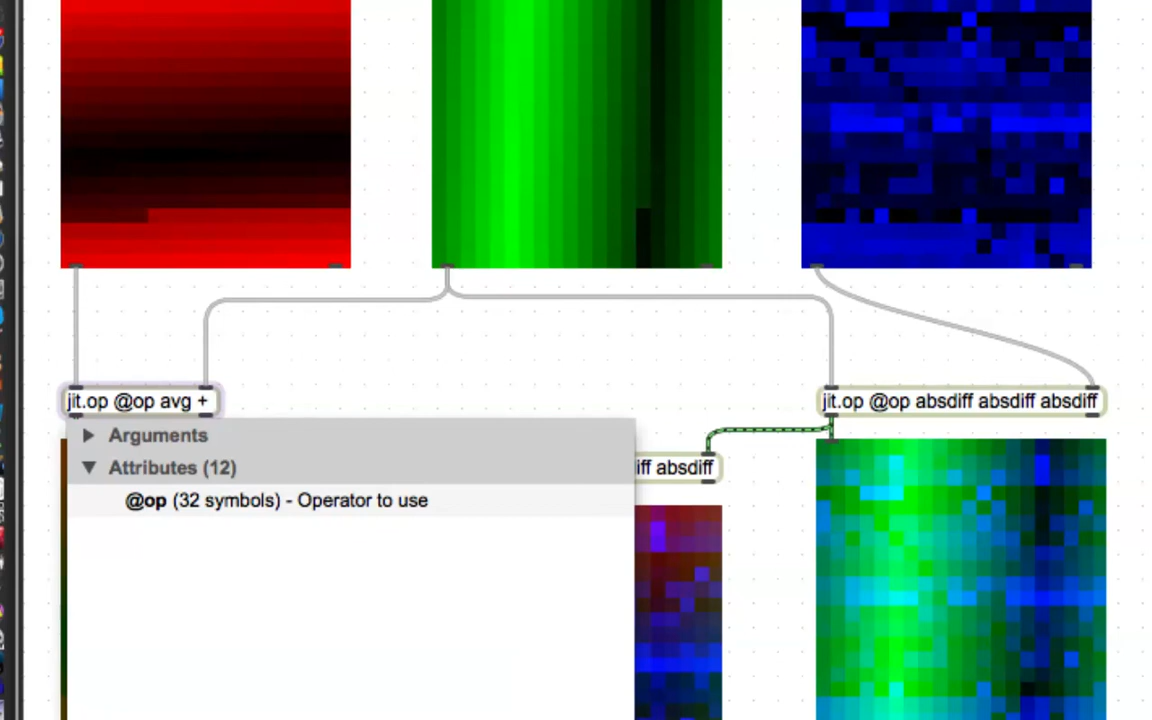 jit.op @op avg +
jit.op @op absdiff absdiff absdiff
Arguments
Attributes (12)
iff absdiff
@op (32 symbols) - Operator to use